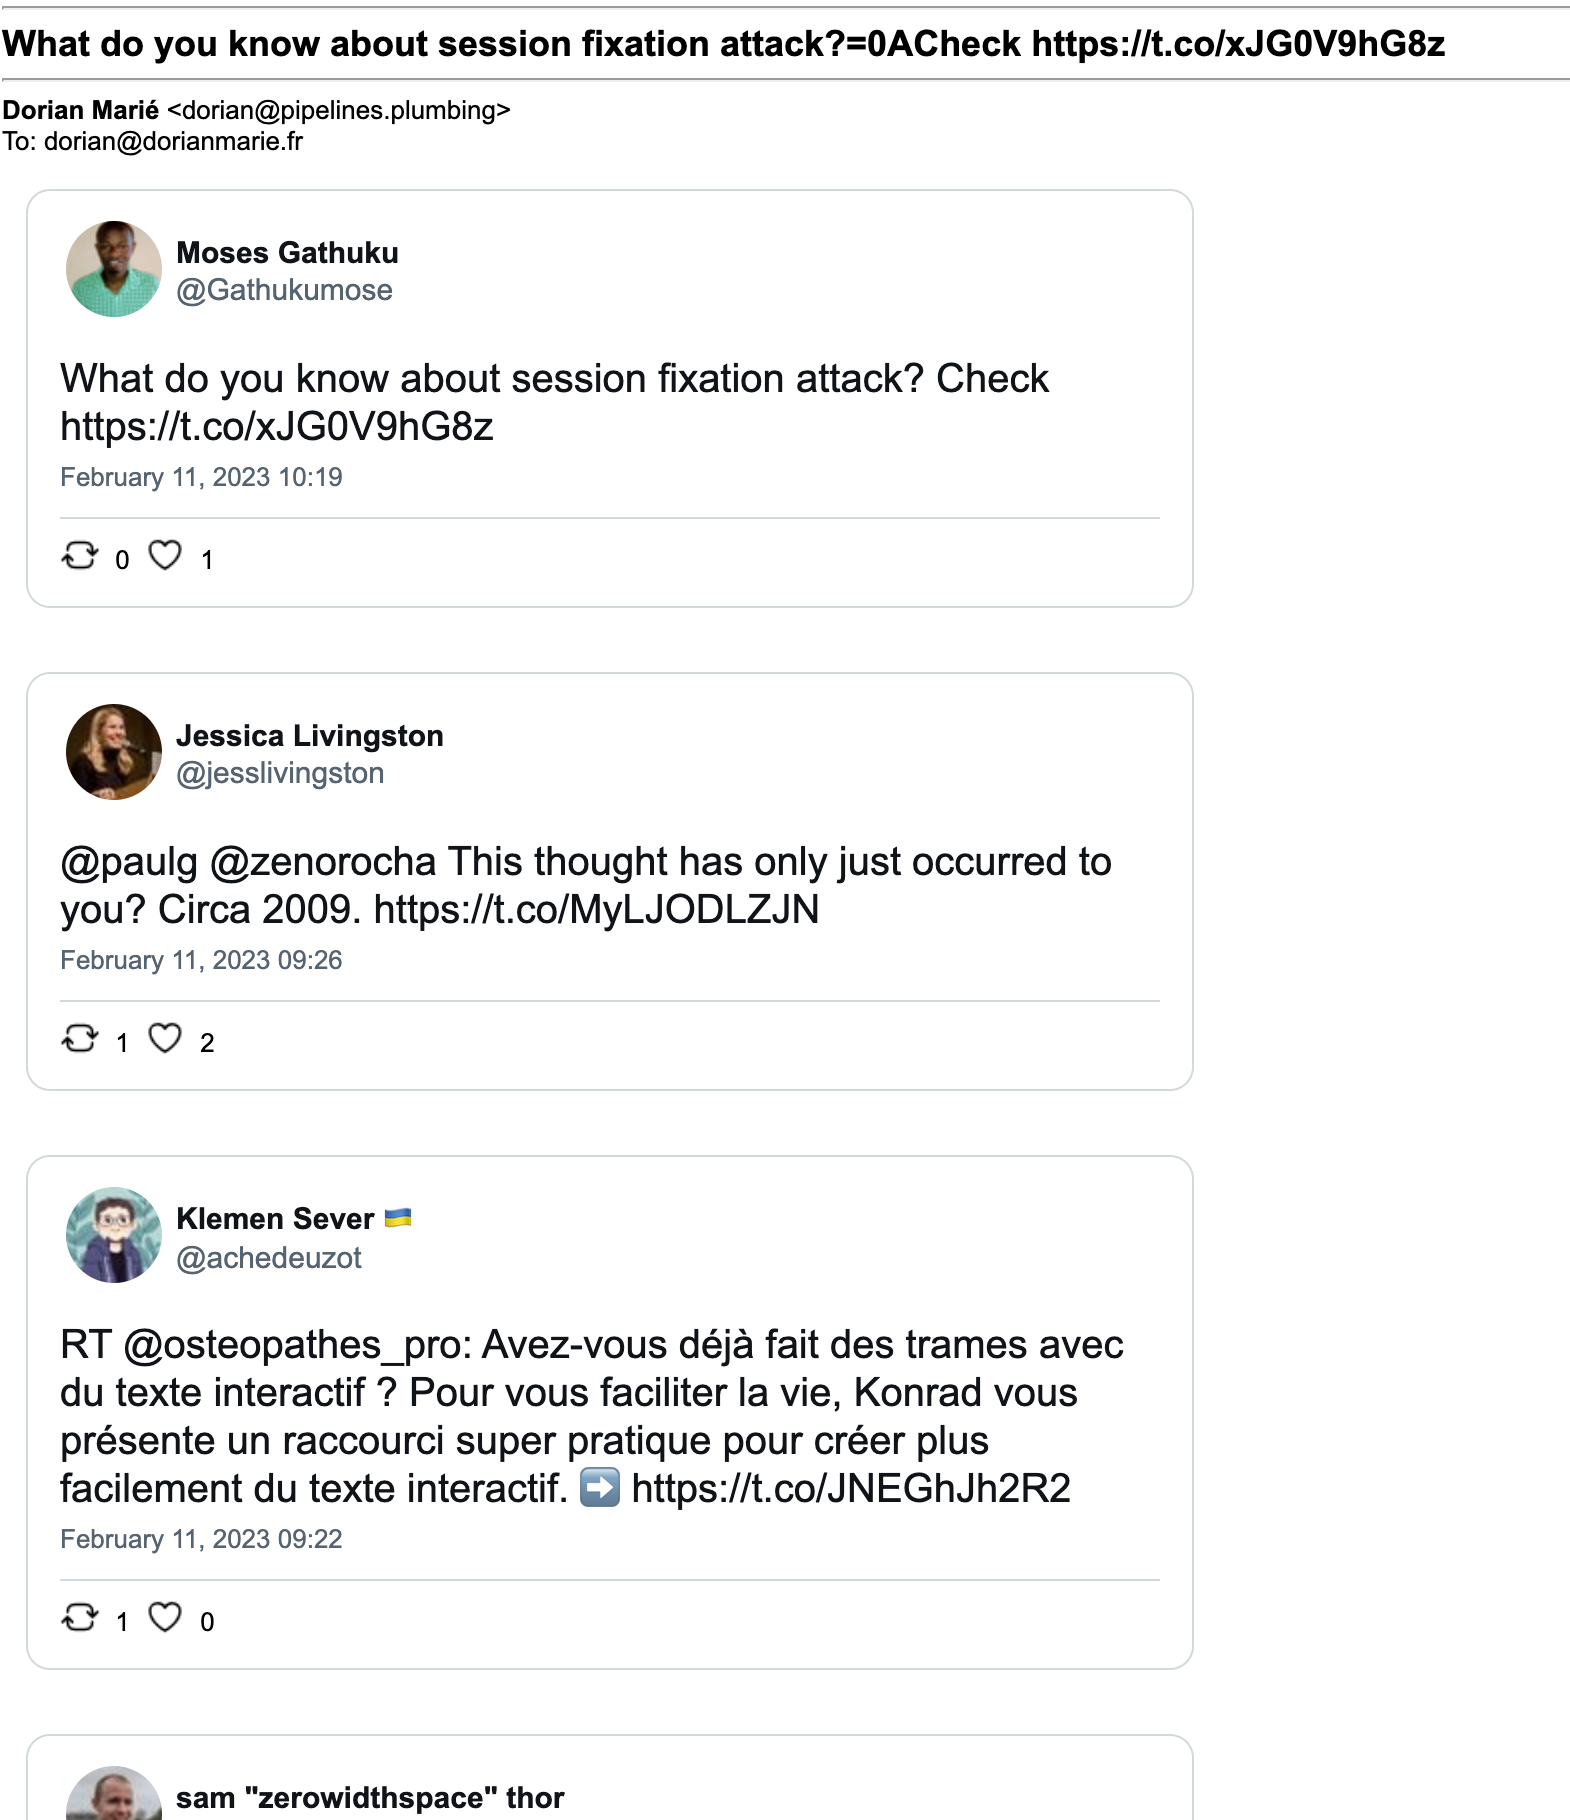 What do you know about session fixation attack?=0ACheck https://t.co/xJG0V9hG8z
Dorian Marié <dorian@pipelines.plumbing>
To: dorian@dorianmarie.fr
Moses Gathuku
@Gathukumose
What do you know about session fixation attack? Check
https://t.co/xJG0V9hG8z
February 11, 2023 10:19
0 1
Jessica Livingston
@jesslivingston
@paulg @zenorocha This thought has only just occurred to
you? Circa 2009. https://t.co/MyLJODLZJN
February 11, 2023 09:26
1 2
Klemen Sever 🇺🇦
@achedeuzot
RT @osteopathes_pro: Avez-vous déjà fait des trames avec
du texte interactif ? Pour vous faciliter la vie, Konrad vous
présente un raccourci super pratique pour créer plus
facilement du texte interactif. ➡️ https://t.co/JNEGhJh2R2
February 11, 2023 09:22
1 0
sam "zerowidthspace" thor